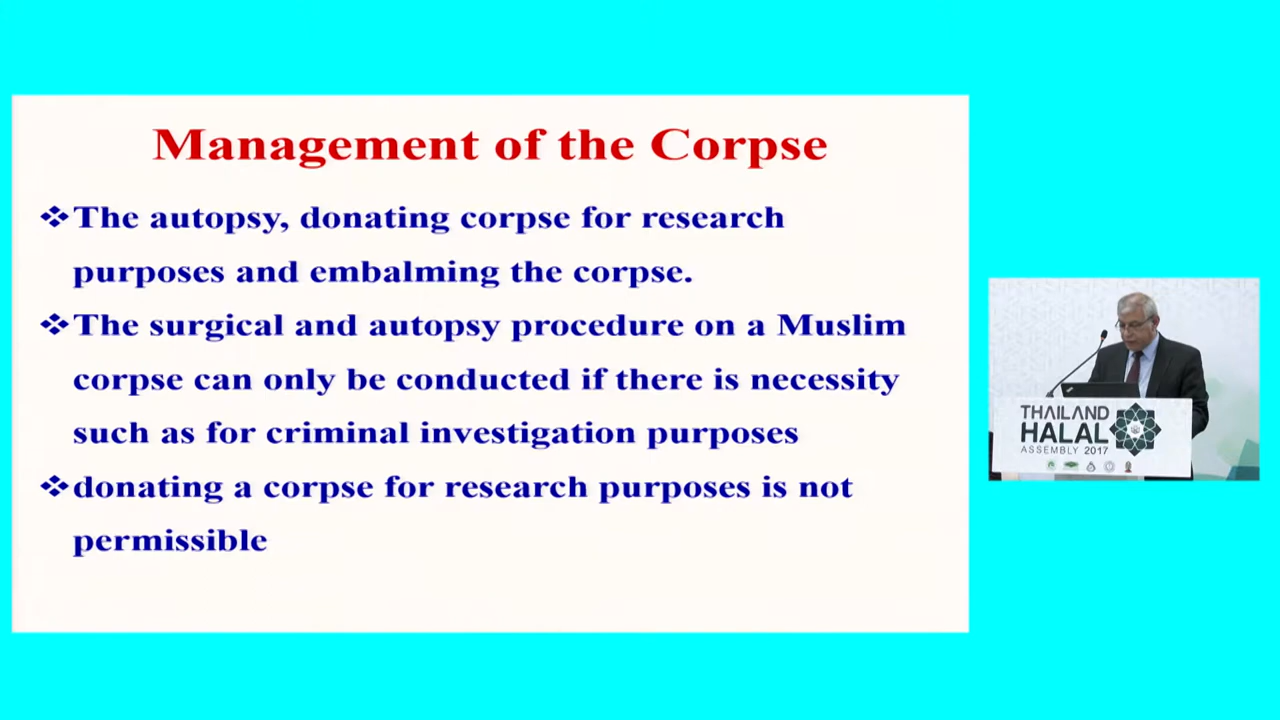 Management of the Corpse
❖The autopsy, donating corpse for research
purposes and embalming the corpse.
❖The surgical and autopsy procedure on a Muslim
corpse can only be conducted if there is necessity
such as for criminal investigation purposes
❖donating a corpse for research purposes is not
permissible
THAILAND
HALAL
ASSEMBLY 2017